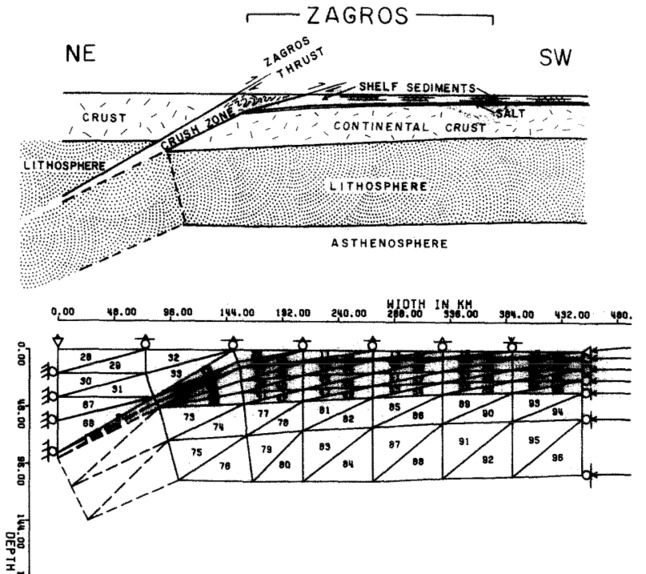 ZAGROS
NE
SW
ZAGROS
THRUST
SHELF SEDIMENTS
CRUST
CRUSH ZONE
SALT
CONTINENTAL CRUST
LITHOSPHERE
LITHOSPHERE
ASTHENOSPHERE
WIDTH IN KM
0.00 48.00 96.00 144.00 192.00 240.00 288.00 336.00 384.00 432.00 480.
0.00
28 29 32
33
30 31
87
88
73 74 77 78 81 82 85 86 89 90 93 94
75 76 79 80 83 84 87 88 91 92 95 96
48.00
96.00
144.00
DEPTH